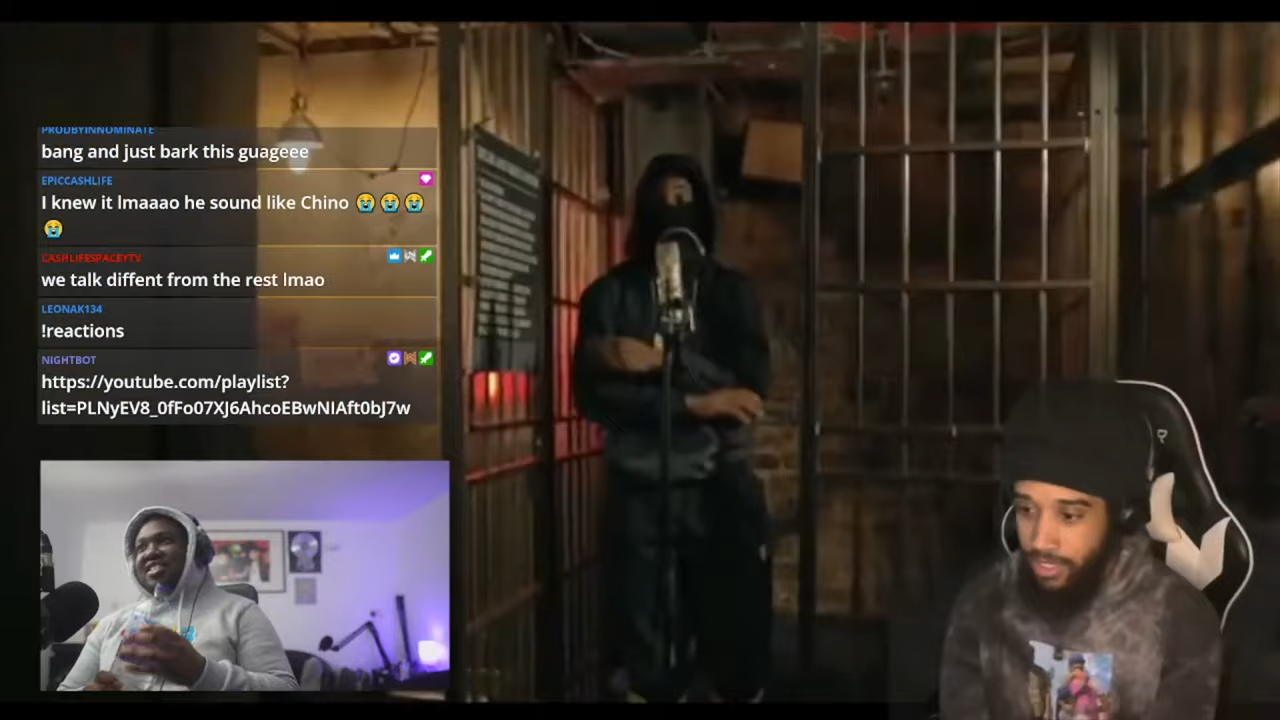 PRODBYINNOMINATE
bang and just bark this guageee
EPICCASHLIFE
I knew it lmaaao he sound like Chino 😭 😭 😭
😭
CASHLIFESPACEYTV
we talk diffent from the rest lmao
LEONAK134
!reactions
NIGHTBOT
https://youtube.com/playlist?
list=PLNyEV8_0fFo07XJ6AhcoEBwNIAft0bJ7w